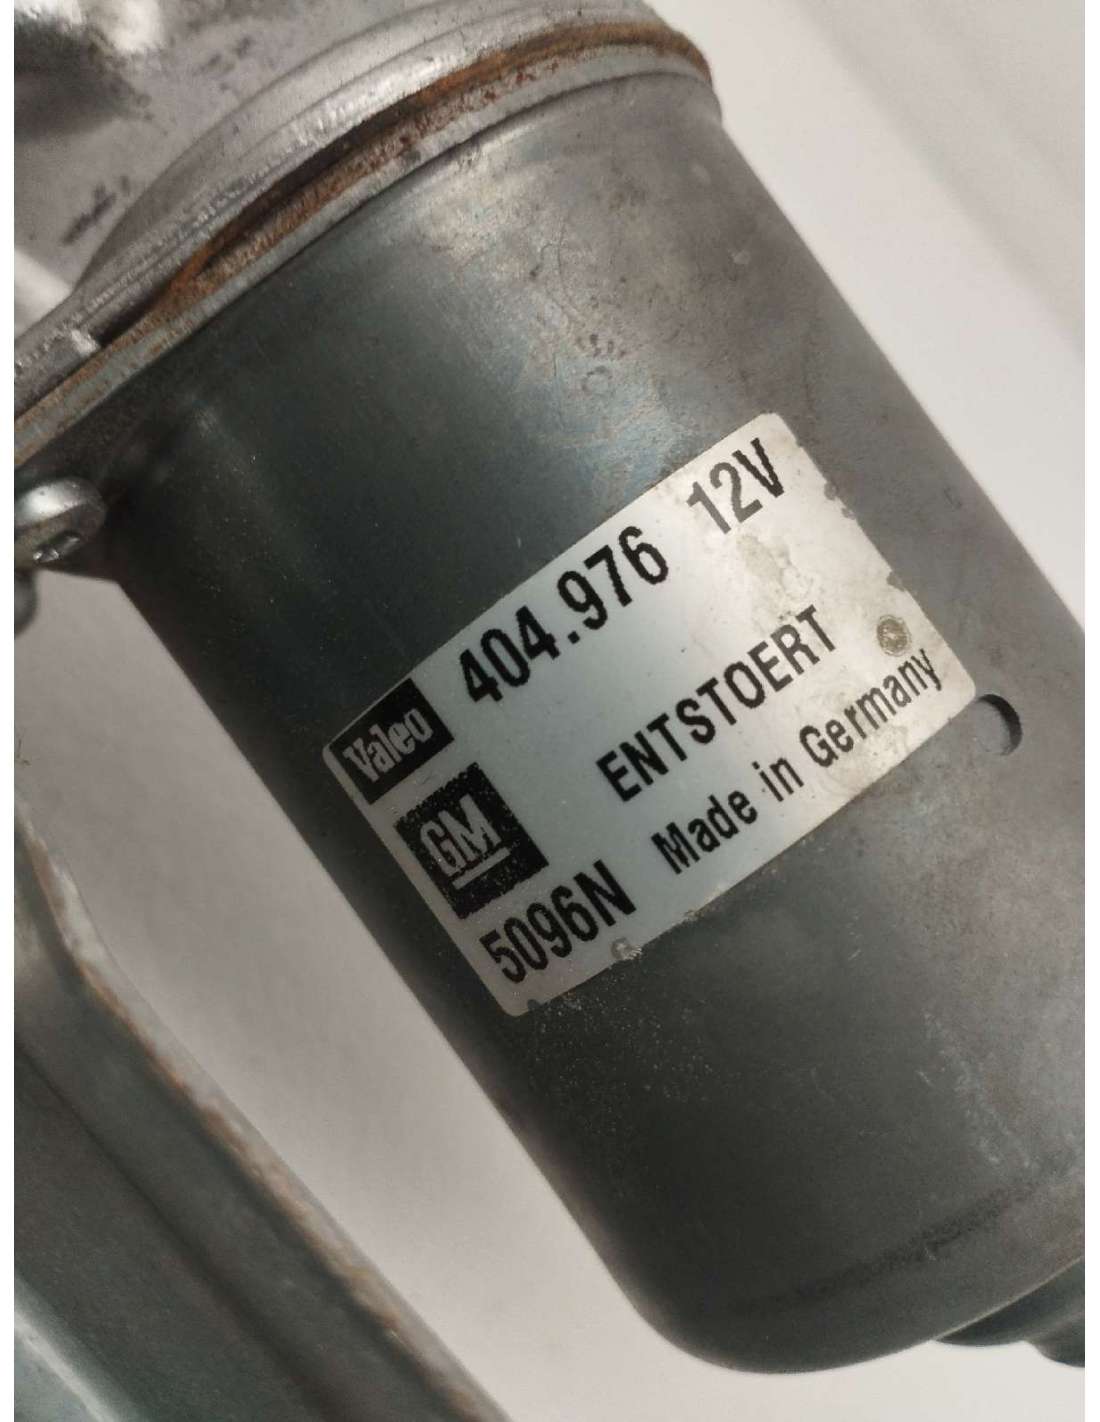 Valeo 404.976 12V
GM ENTSTOERT
5096N Made in Germany